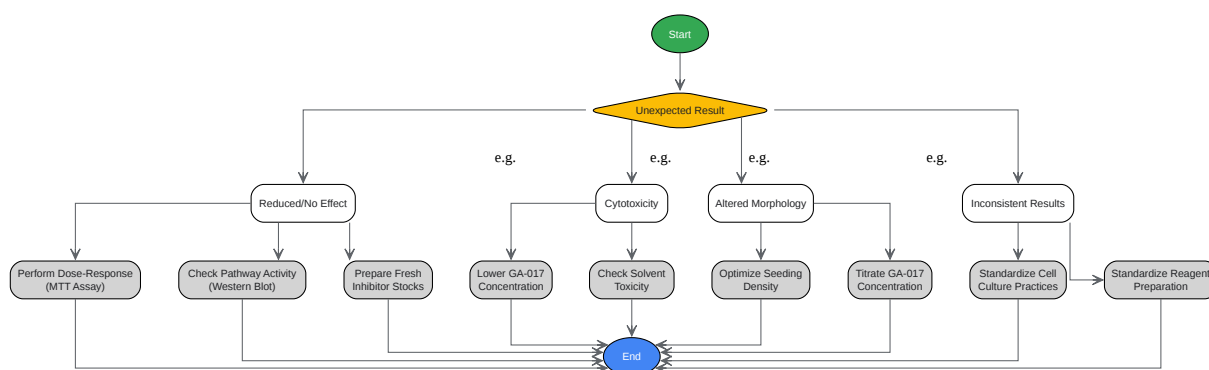 Start
Unexpected Result
e.g.
e.g.
e.g.
e.g.
Reduced/No Effect
Cytotoxicity
Altered Morphology
Inconsistent Results
Perform Dose-Response
(MTT Assay)
Check Pathway Activity
(Western Blot)
Prepare Fresh
Inhibitor Stocks
Lower GA-017
Concentration
Check Solvent
Toxicity
Optimize Seeding
Density
Titrate GA-017
Concentration
Standardize Cell
Culture Practices
Standardize Reagent
Preparation
End